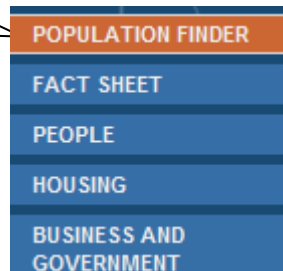 POPULATION FINDER
FACT SHEET
PEOPLE
HOUSING
BUSINESS AND
GOVERNMENT